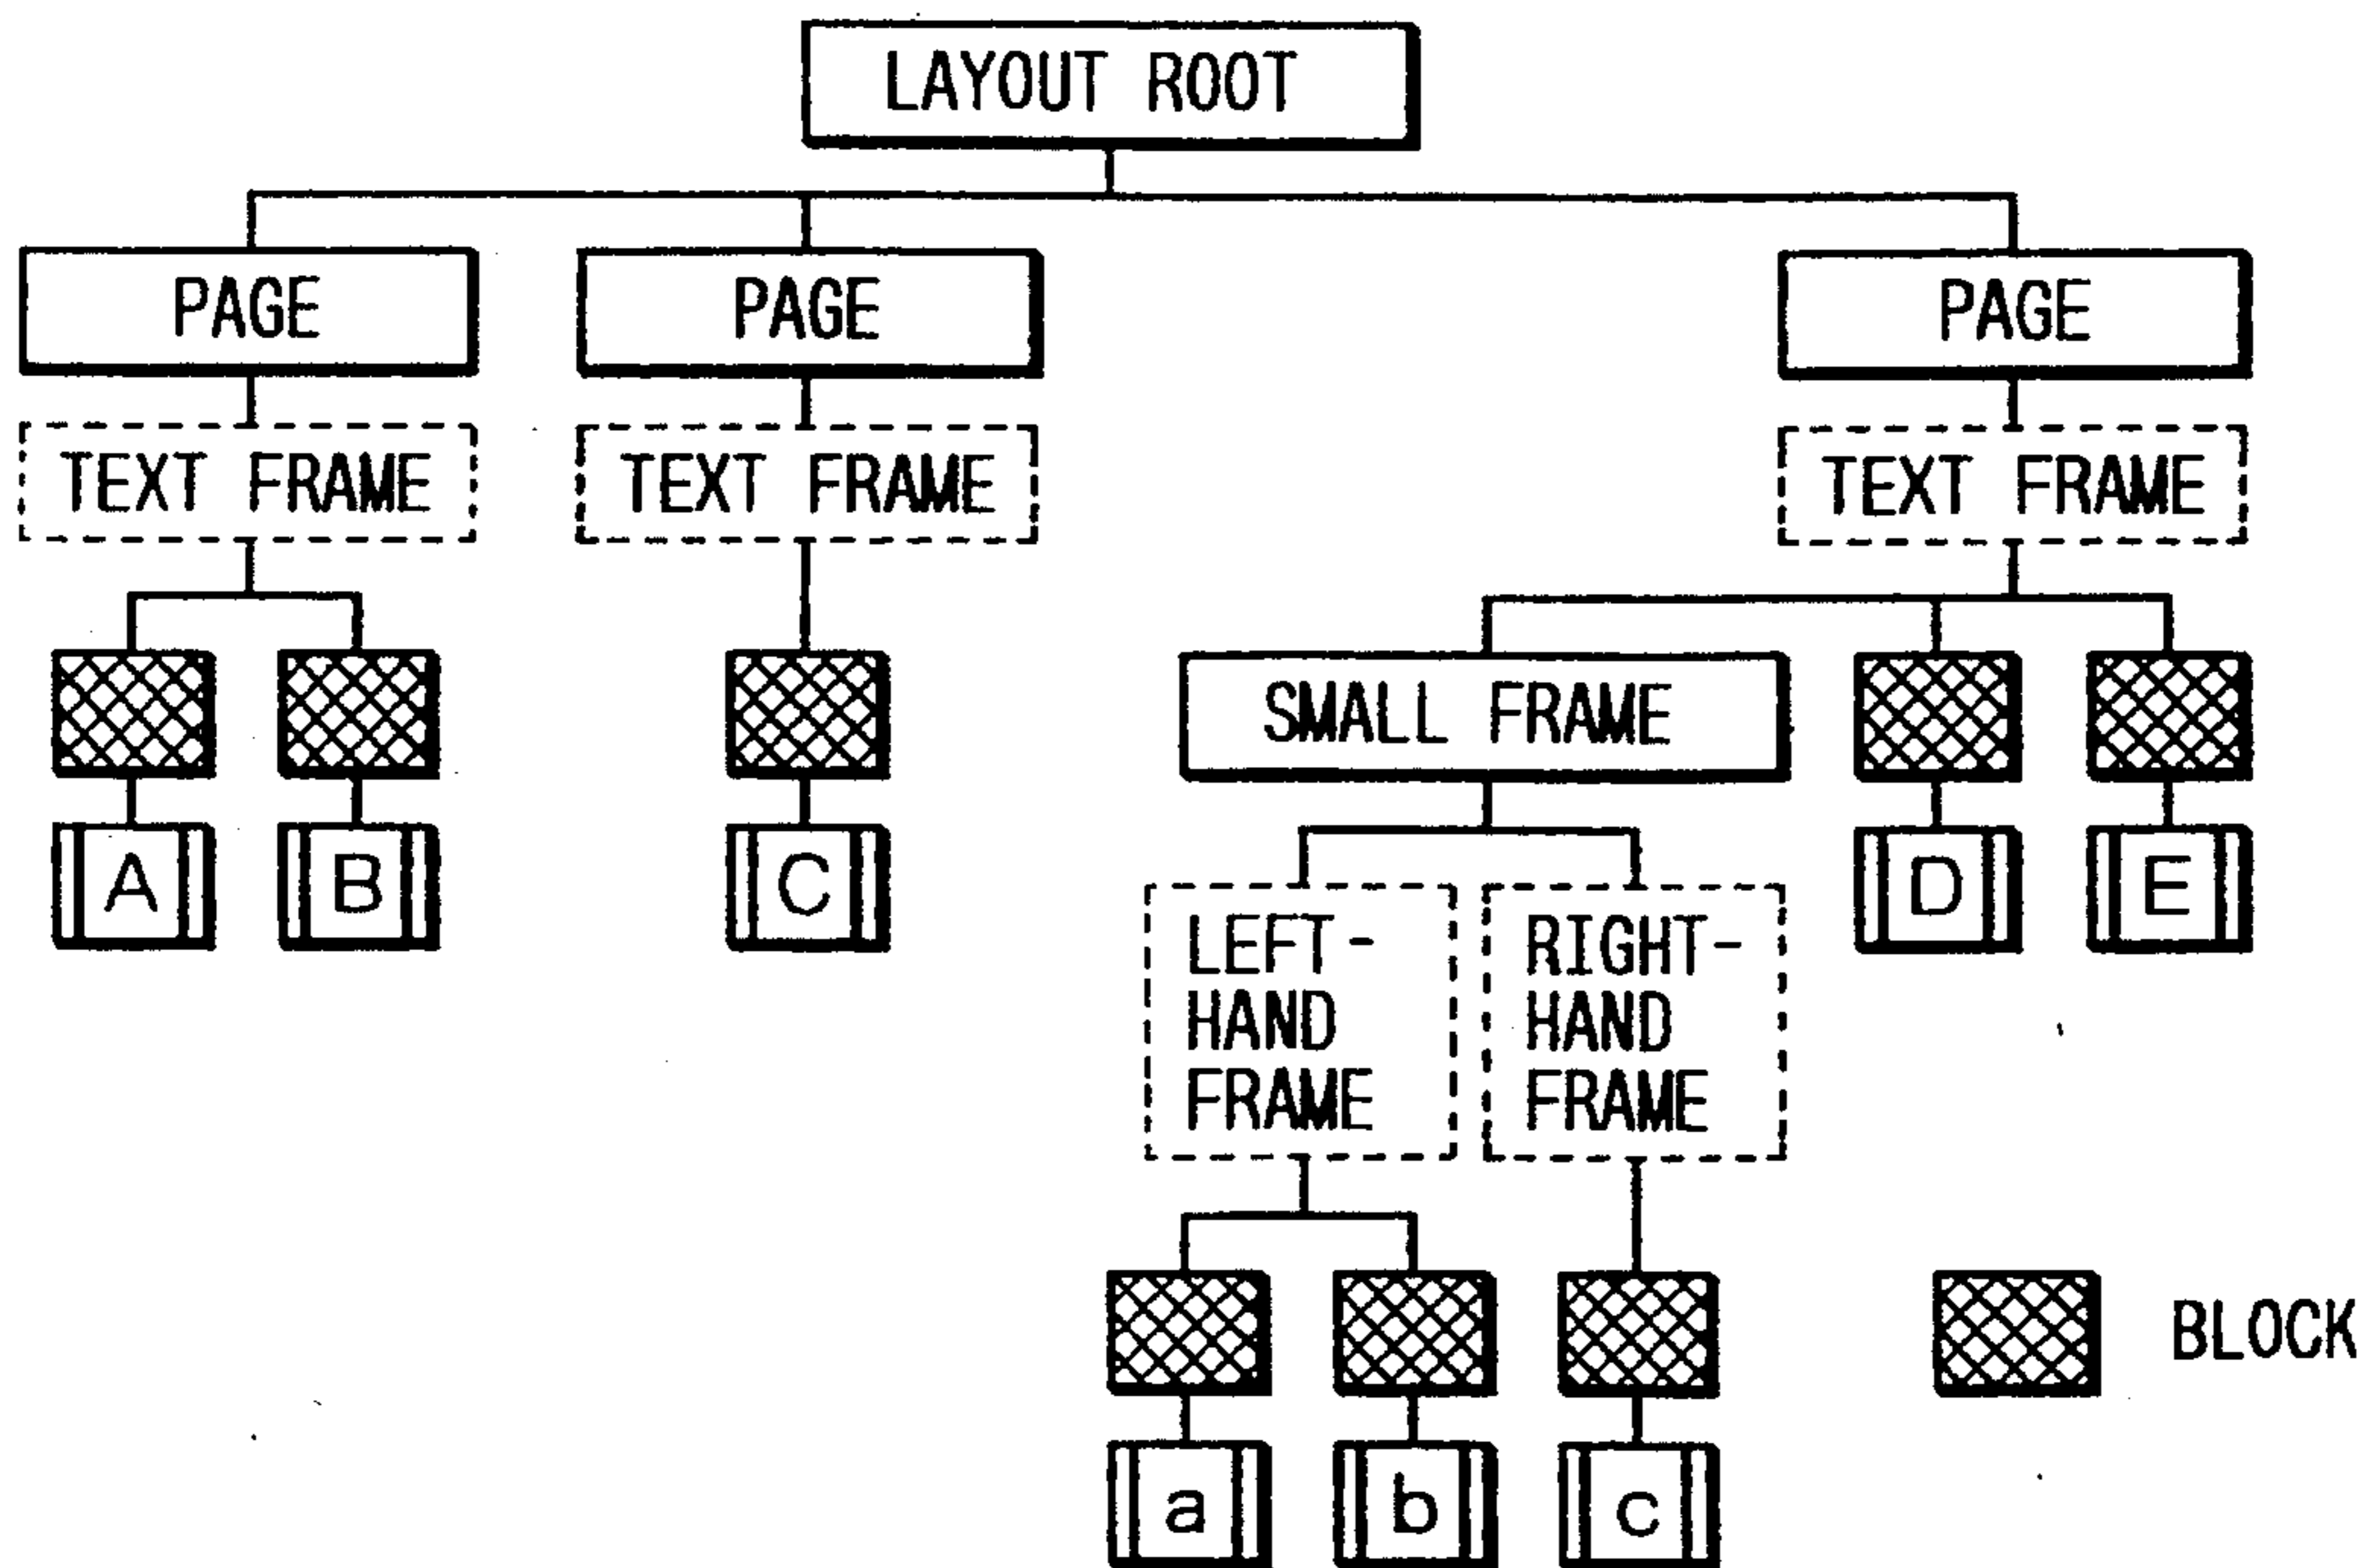 LAYOUT ROOT
PAGE
PAGE
PAGE
TEXT FRAME
TEXT FRAME
TEXT FRAME
SMALL FRAME
A
B
C
D
E
LEFT-
HAND
FRAME
RIGHT-
HAND
FRAME
BLOCK
a
b
c